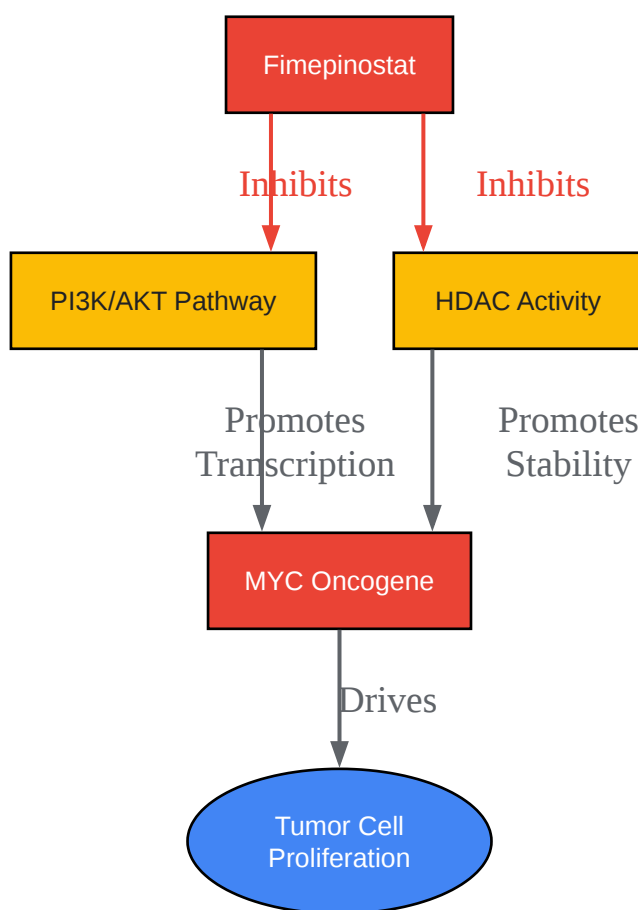 Fimepinostat
Inhibits
Inhibits
PI3K/AKT Pathway
HDAC Activity
Promotes
Transcription
Promotes
Stability
MYC Oncogene
Drives
Tumor Cell
Proliferation